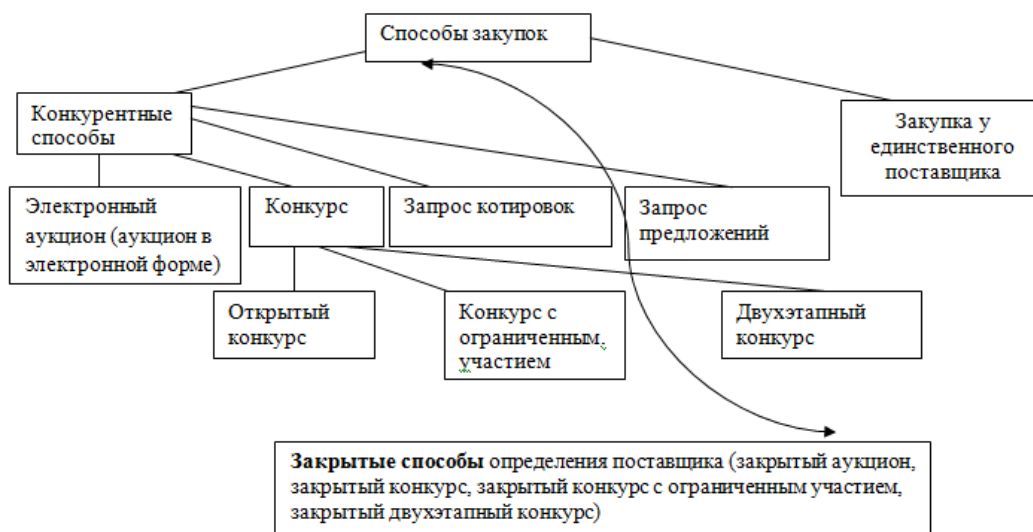 Способы закупок
Конкурентные
способы
Закупка у
единственного
поставщика
Электронный
аукцион (аукцион в
электронной форме)
Конкурс
Запрос котировок
Запрос
предложений
Открытый
конкурс
Конкурс с
ограниченным,
участием
Двухэтапный
конкурс
Закрытые способы определения поставщика (закрытый аукцион,
закрытый конкурс, закрытый конкурс с ограниченным участием,
закрытый двухэтапный конкурс)